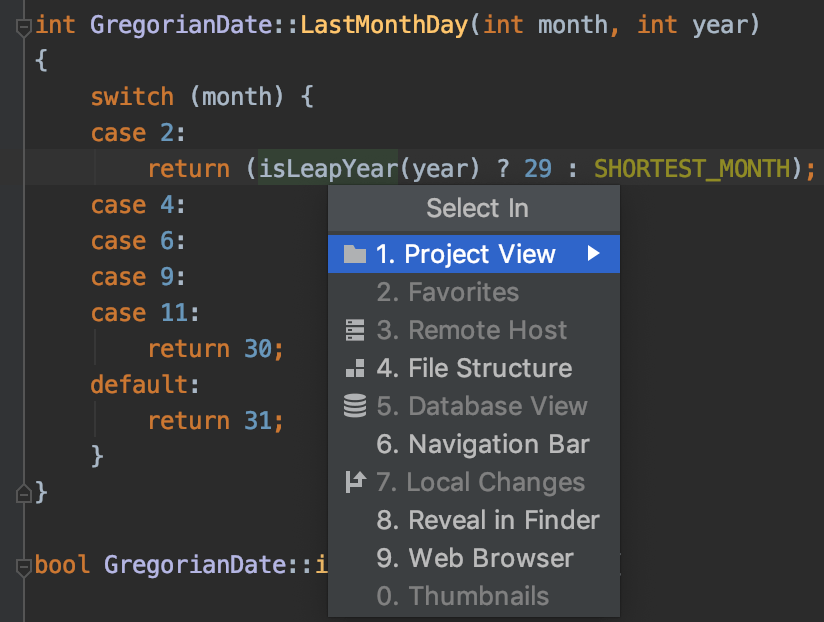 int GregorianDate::LastMonthDay(int month, int year)
{
switch (month) {
case 2:
return (isLeapYear(year) ? 29 : SHORTEST_MONTH);
case 4:
case 6:
case 9:
case 11:
return 30;
default:
return 31;
}
}
bool GregorianDate::i
Select In
1. Project View
2. Favorites
3. Remote Host
4. File Structure
5. Database View
6. Navigation Bar
7. Local Changes
8. Reveal in Finder
9. Web Browser
0. Thumbnails